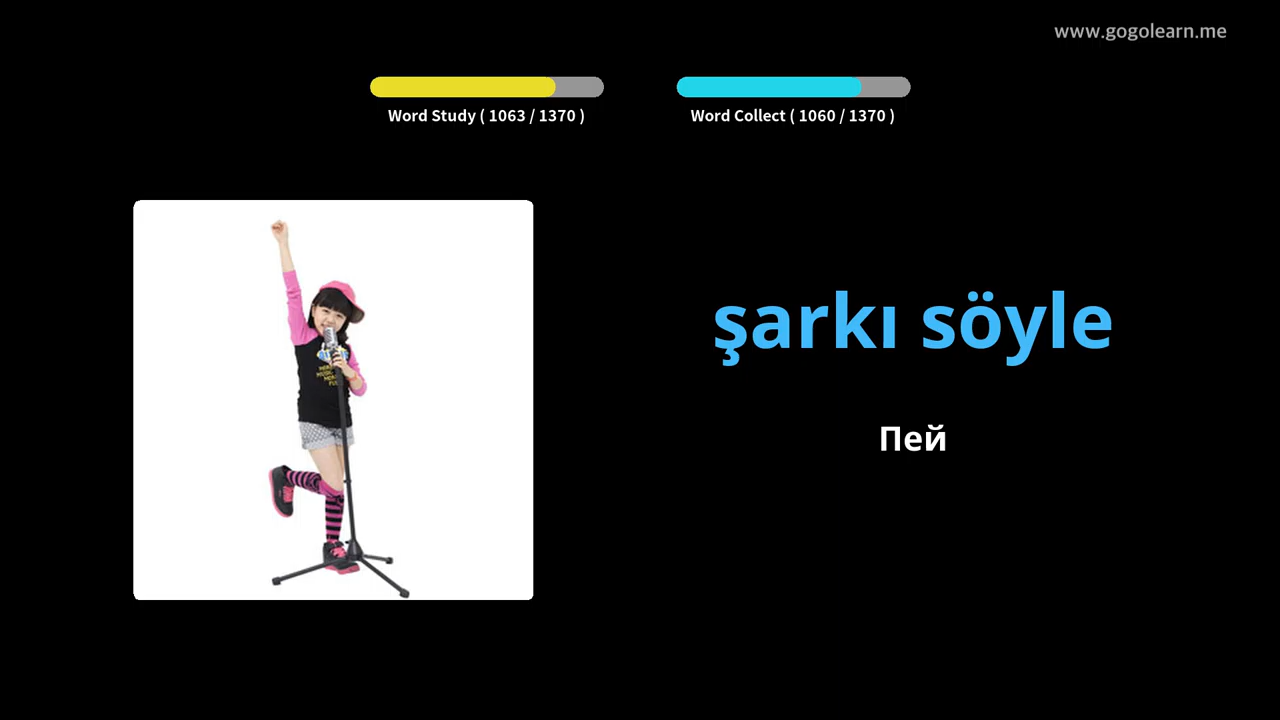 www.gogolearn.me
Word Study ( 1063 / 1370 )
Word Collect ( 1060 / 1370 )
şarkı söyle
Пей